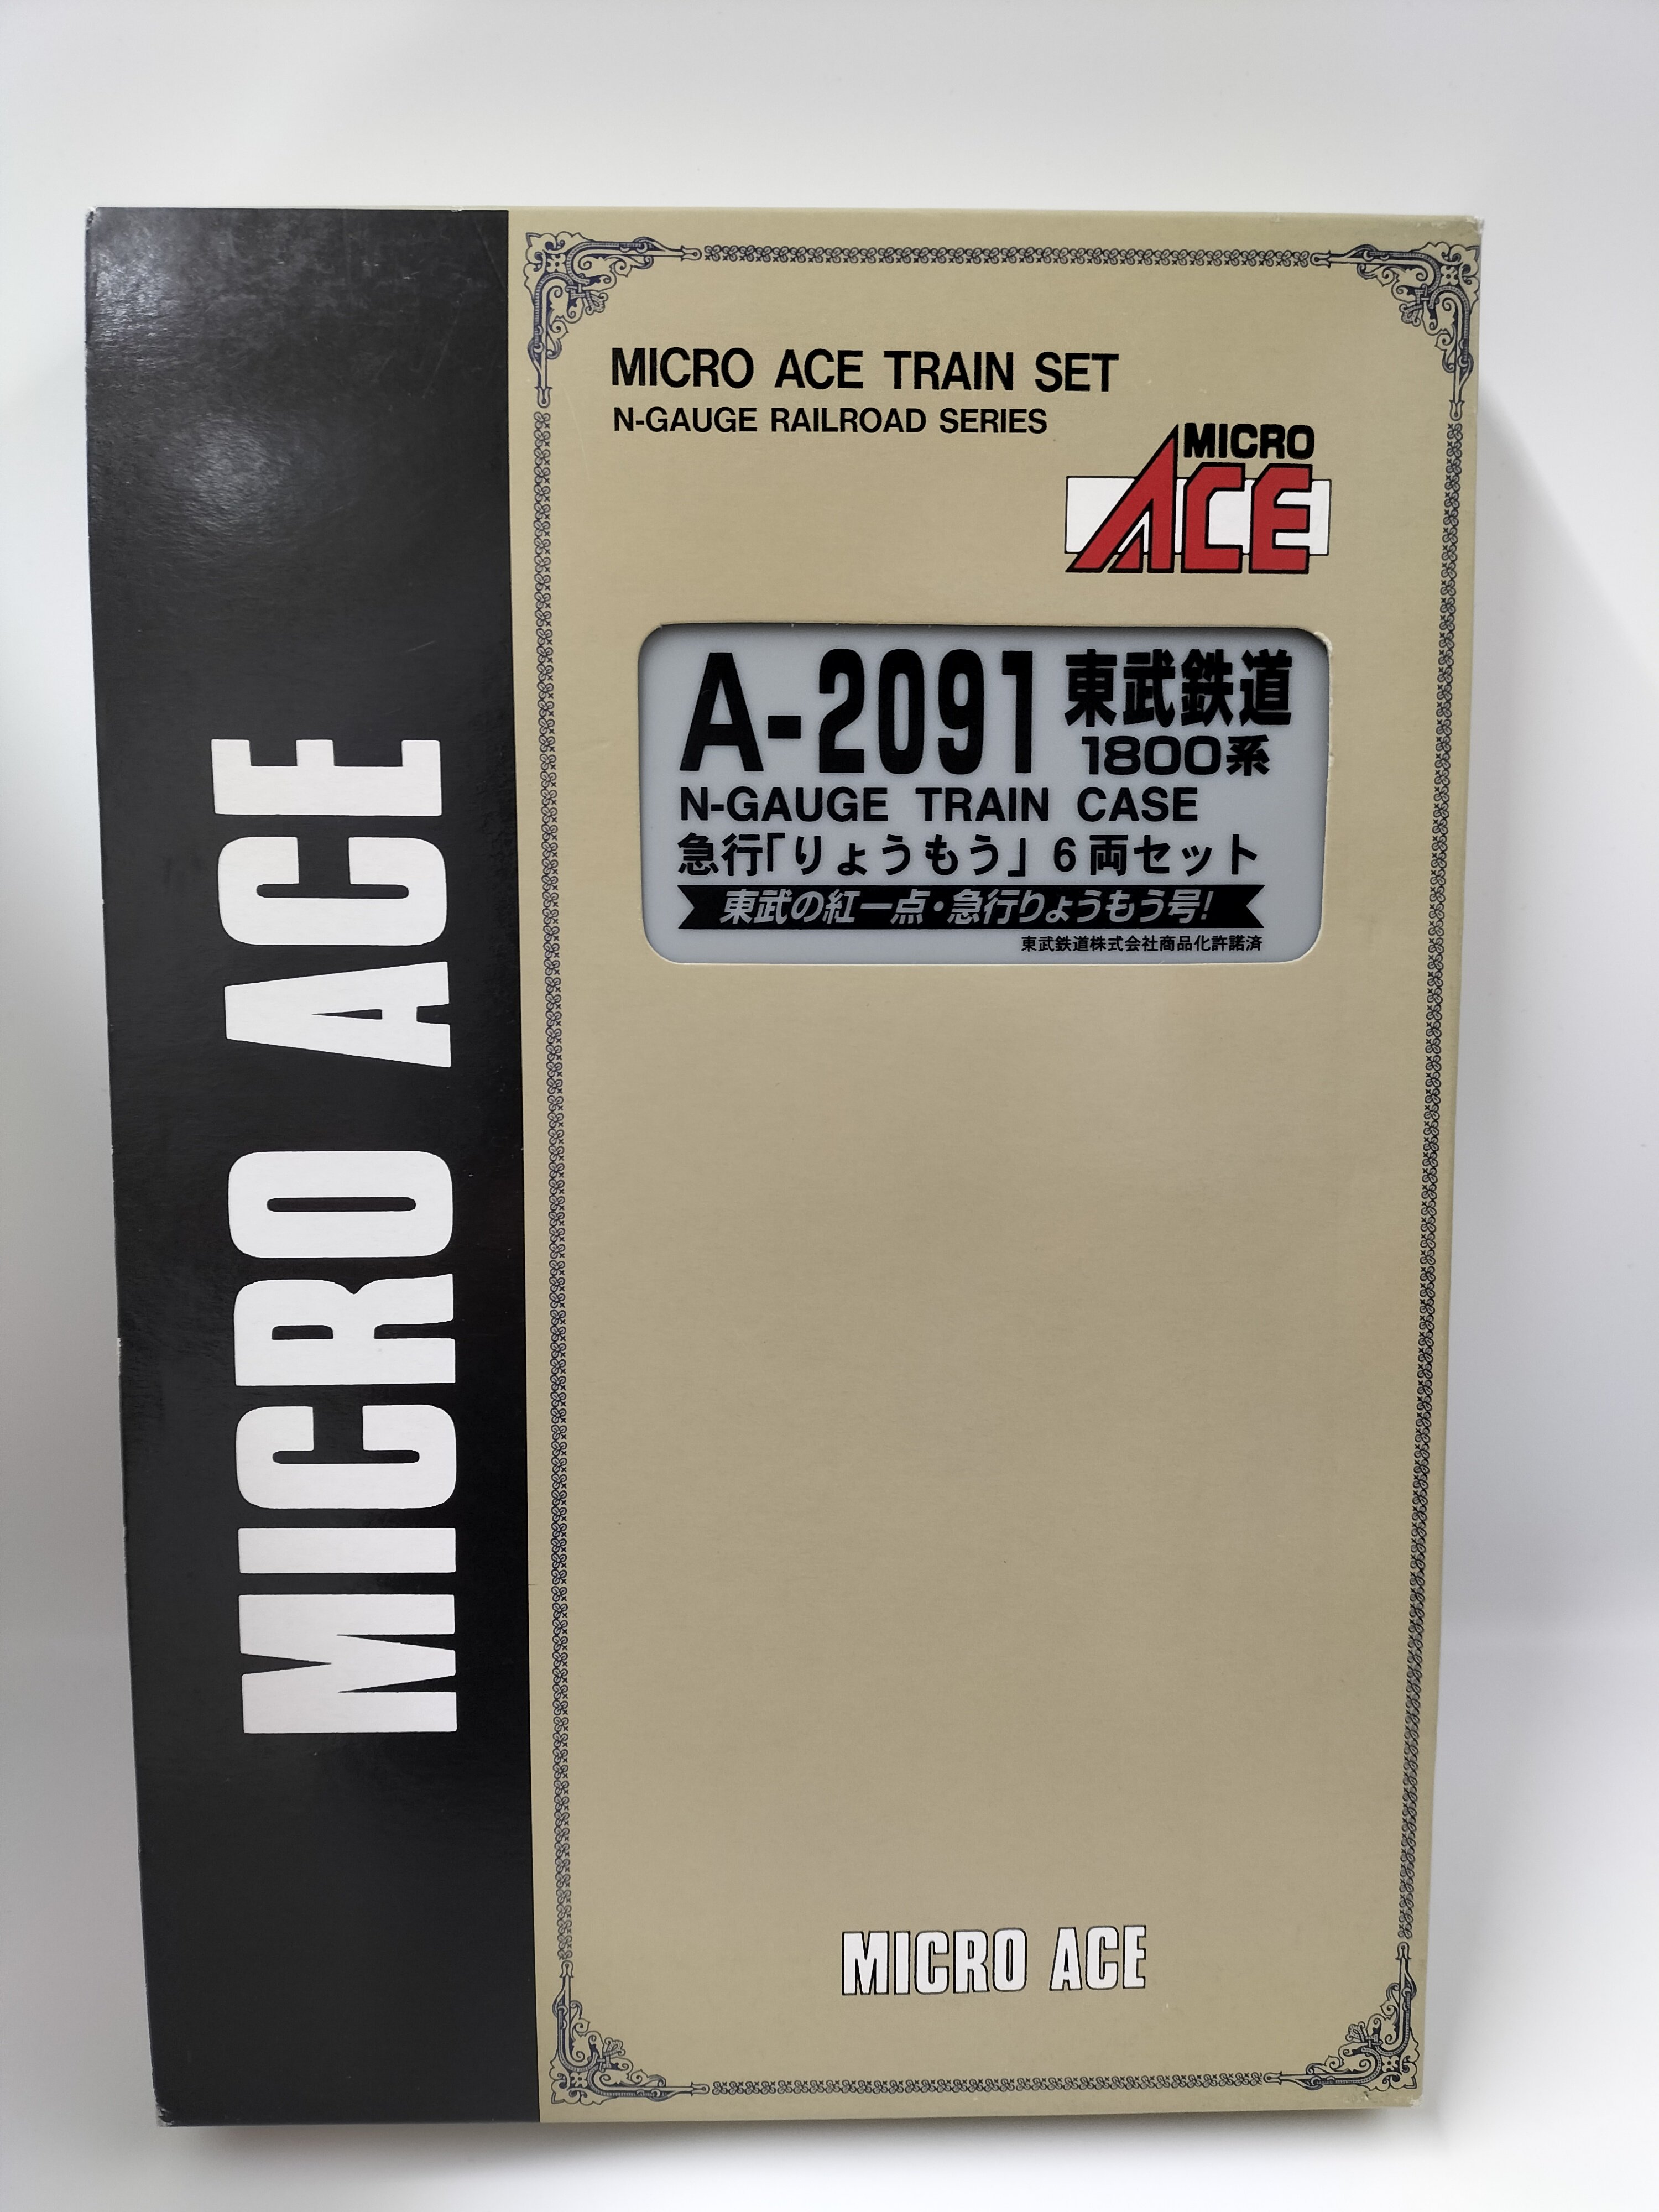 MICRO ACE
MICRO ACE TRAIN SET
N-GAUGE RAILROAD SERIES
MICRO
ACE
A-2091 東武鉄道
1800系
N-GAUGE TRAIN CASE
急行「りょうもう」6両セット
東武の紅一点・急行りょうもう号!
東武鉄道株式会社商品化許諾済
MICRO ACE